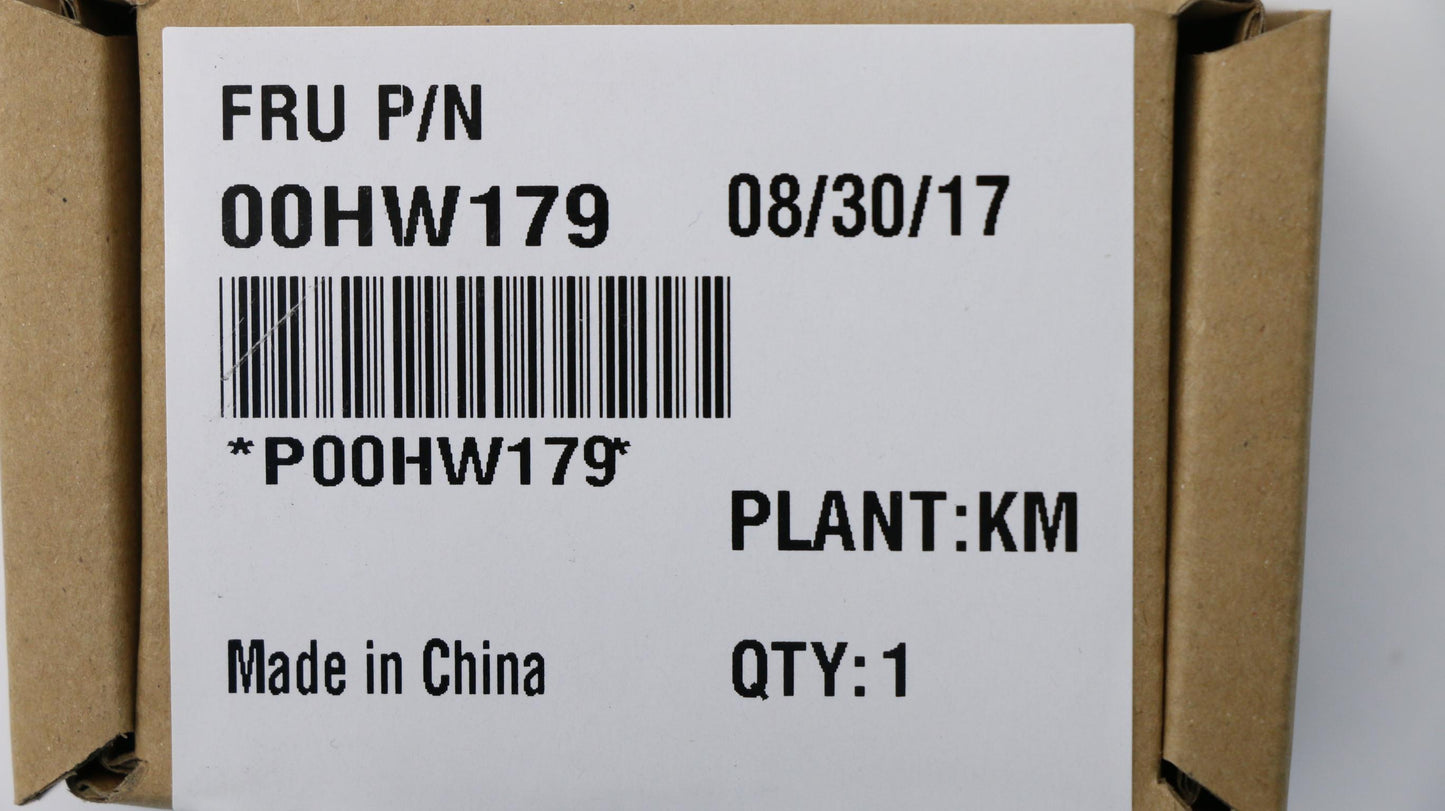 FRU P/N
00HW179 08/30/17
*P00HW179*
PLANT:KM
Made in China QTY: 1